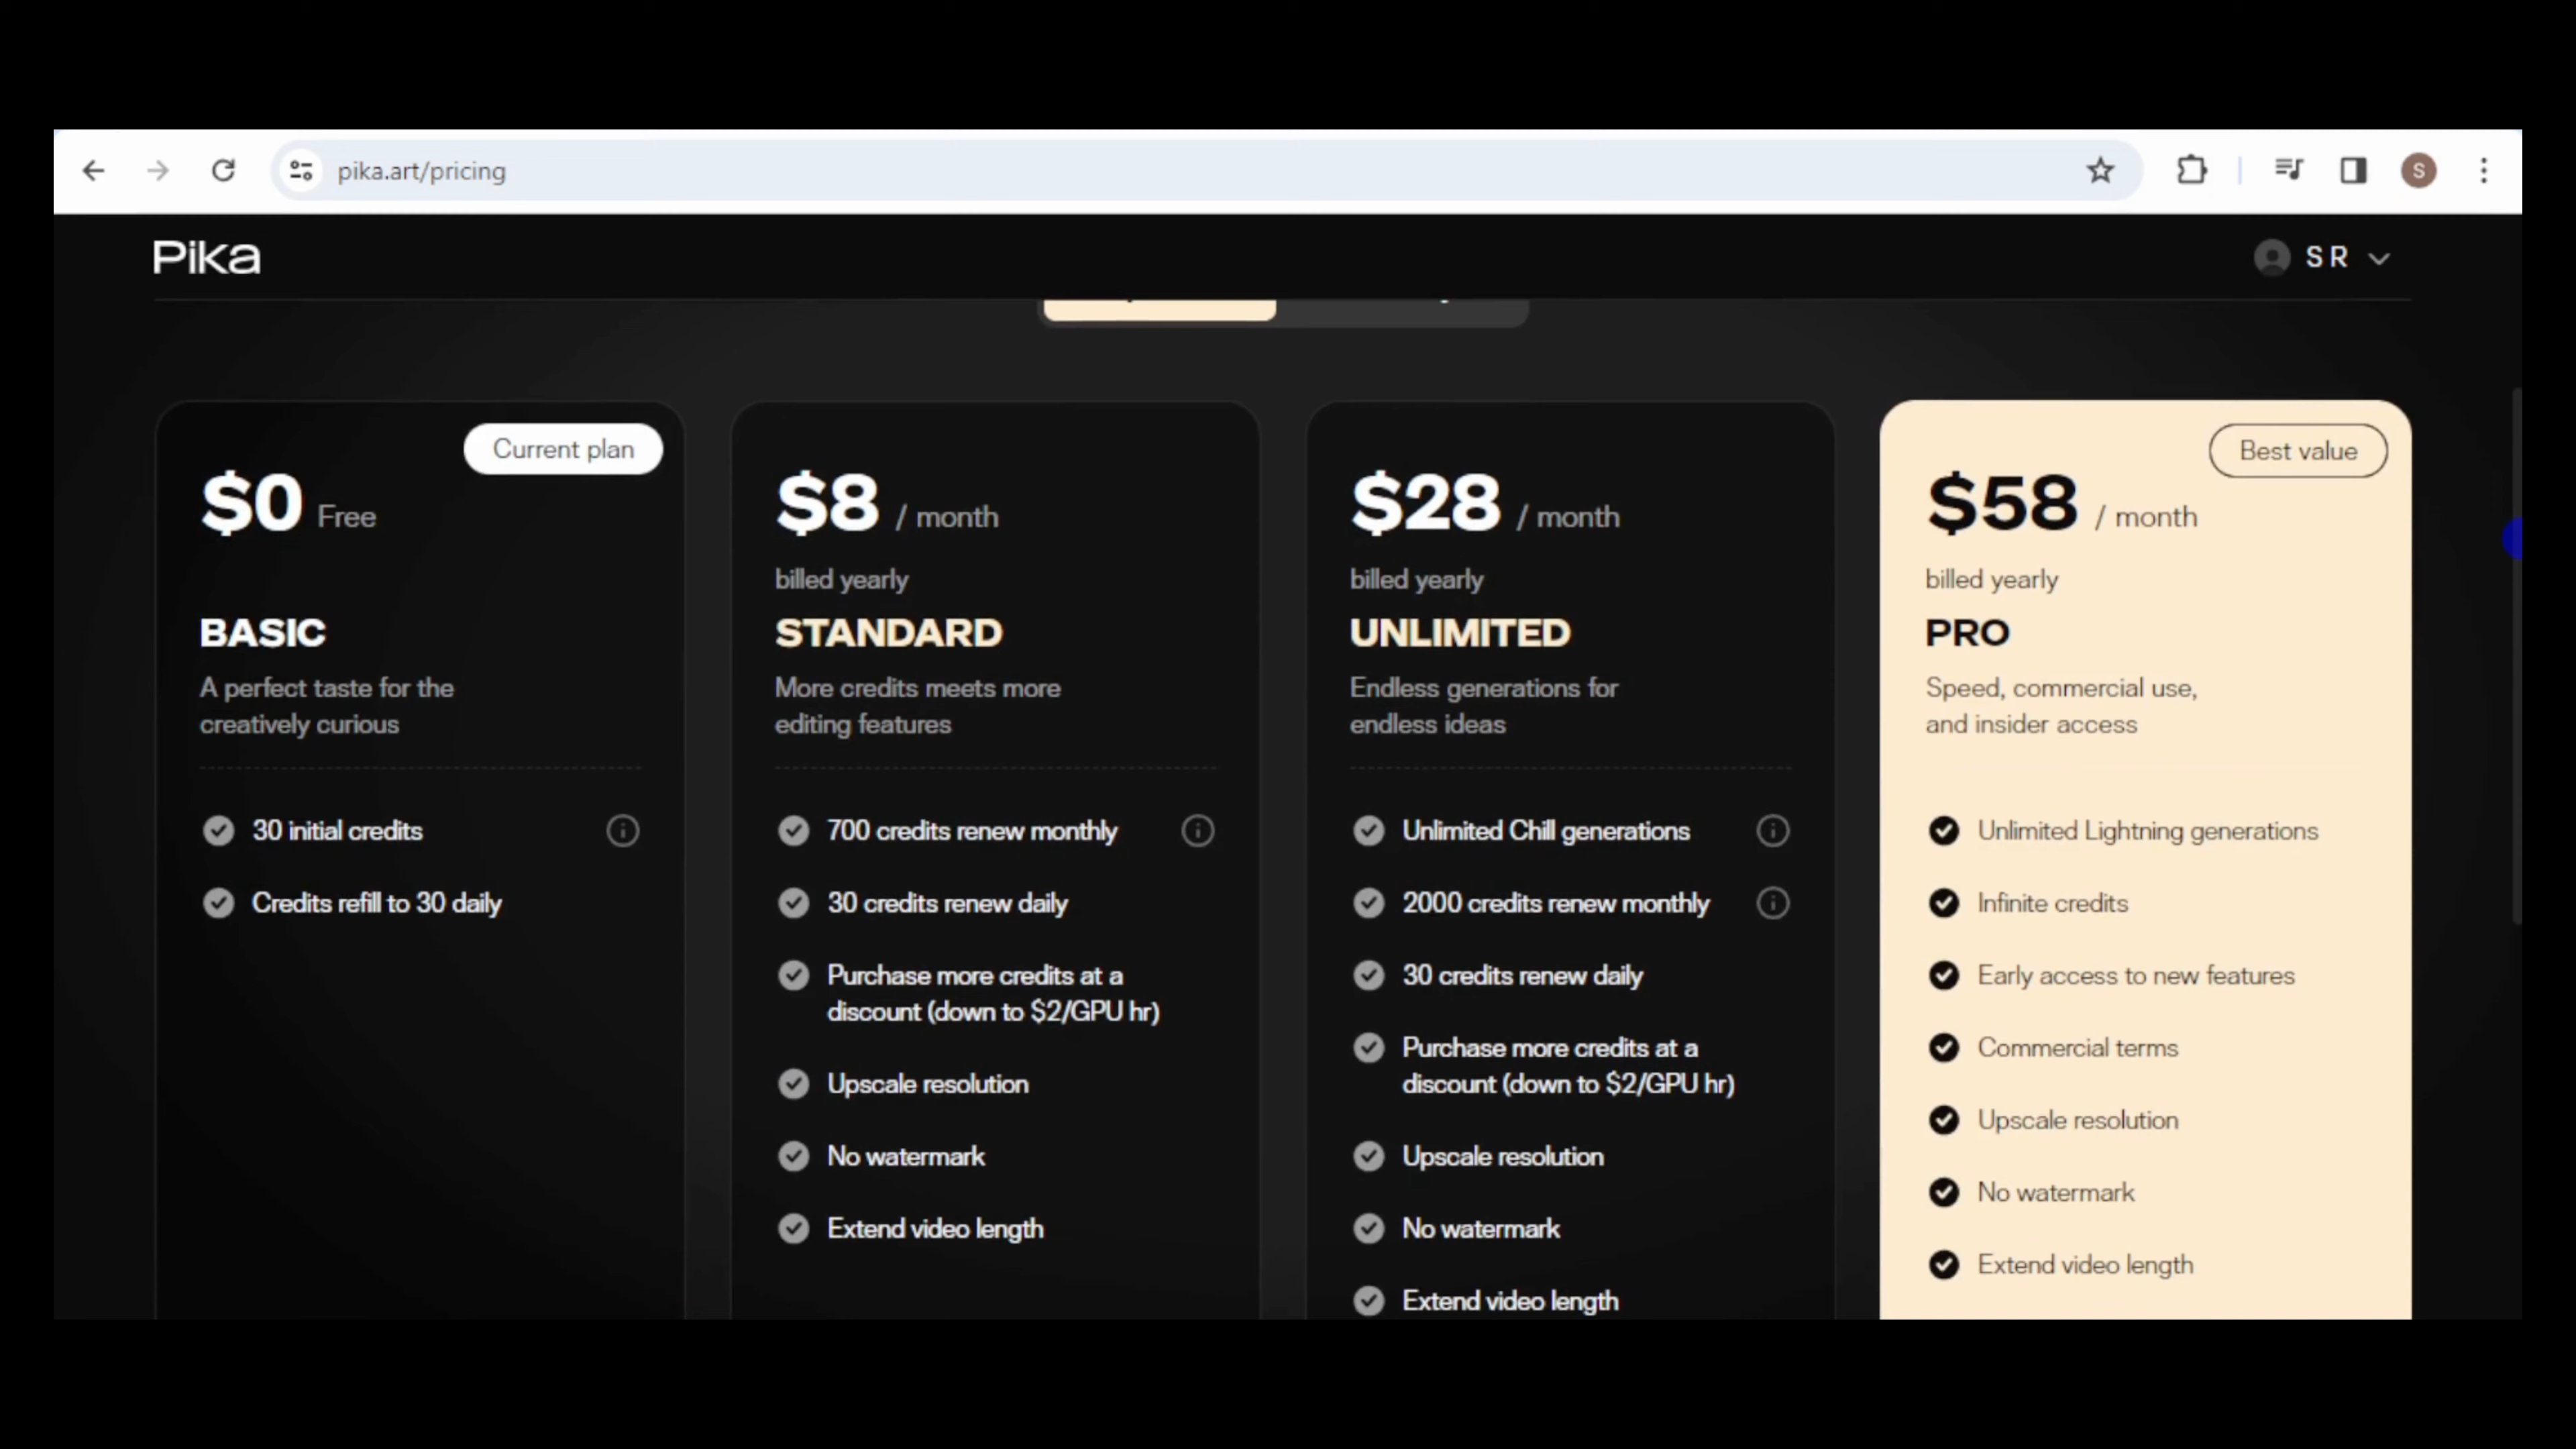 pika.art/pricing
S
Pika
S R
Current plan
$0 Free
BASIC
A perfect taste for the
creatively curious
30 initial credits
Credits refill to 30 daily
$8 / month
billed yearly
STANDARD
More credits meets more
editing features
700 credits renew monthly
30 credits renew daily
Purchase more credits at a
discount (down to $2/GPU hr)
Upscale resolution
No watermark
Extend video length
$28 / month
billed yearly
UNLIMITED
Endless generations for
endless ideas
Unlimited Chill generations
2000 credits renew monthly
30 credits renew daily
Purchase more credits at a
discount (down to $2/GPU hr)
Upscale resolution
No watermark
Extend video length
Best value
$58 / month
billed yearly
PRO
Speed, commercial use,
and insider access
Unlimited Lightning generations
Infinite credits
Early access to new features
Commercial terms
Upscale resolution
No watermark
Extend video length